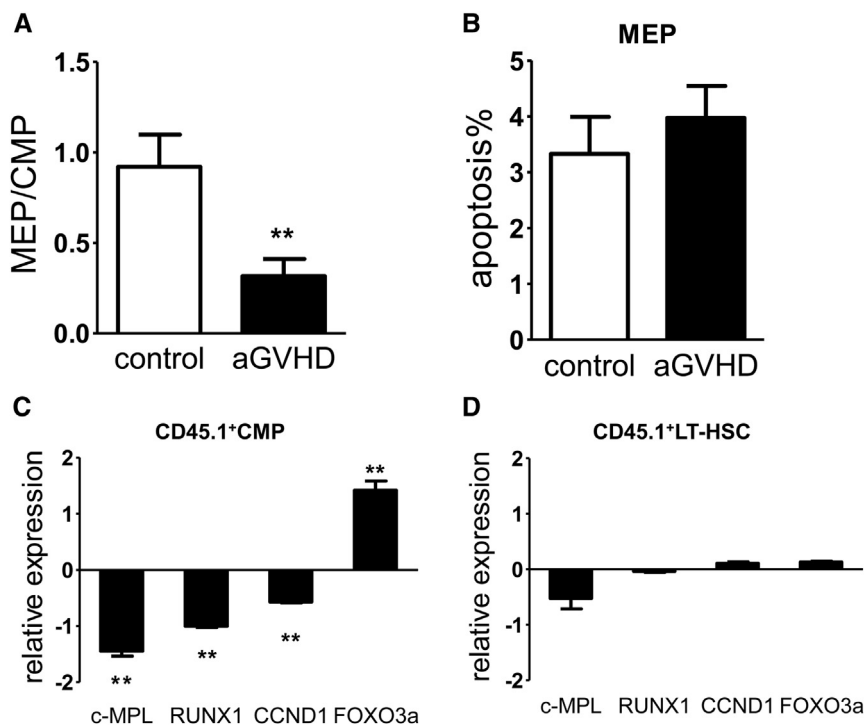 A
MEP/CMP
1.5
1.0
0.5
0.0
**
control aGVHD
B
MEP
apoptosis%
5
4
3
2
1
0
control aGVHD
C
CD45.1⁺CMP
relative expression
2
1
0
-1
-2
**
**
**
**
c-MPL RUNX1 CCND1 FOXO3a
D
CD45.1⁺LT-HSC
relative expression
2
1
0
-1
-2
c-MPL RUNX1 CCND1 FOXO3a